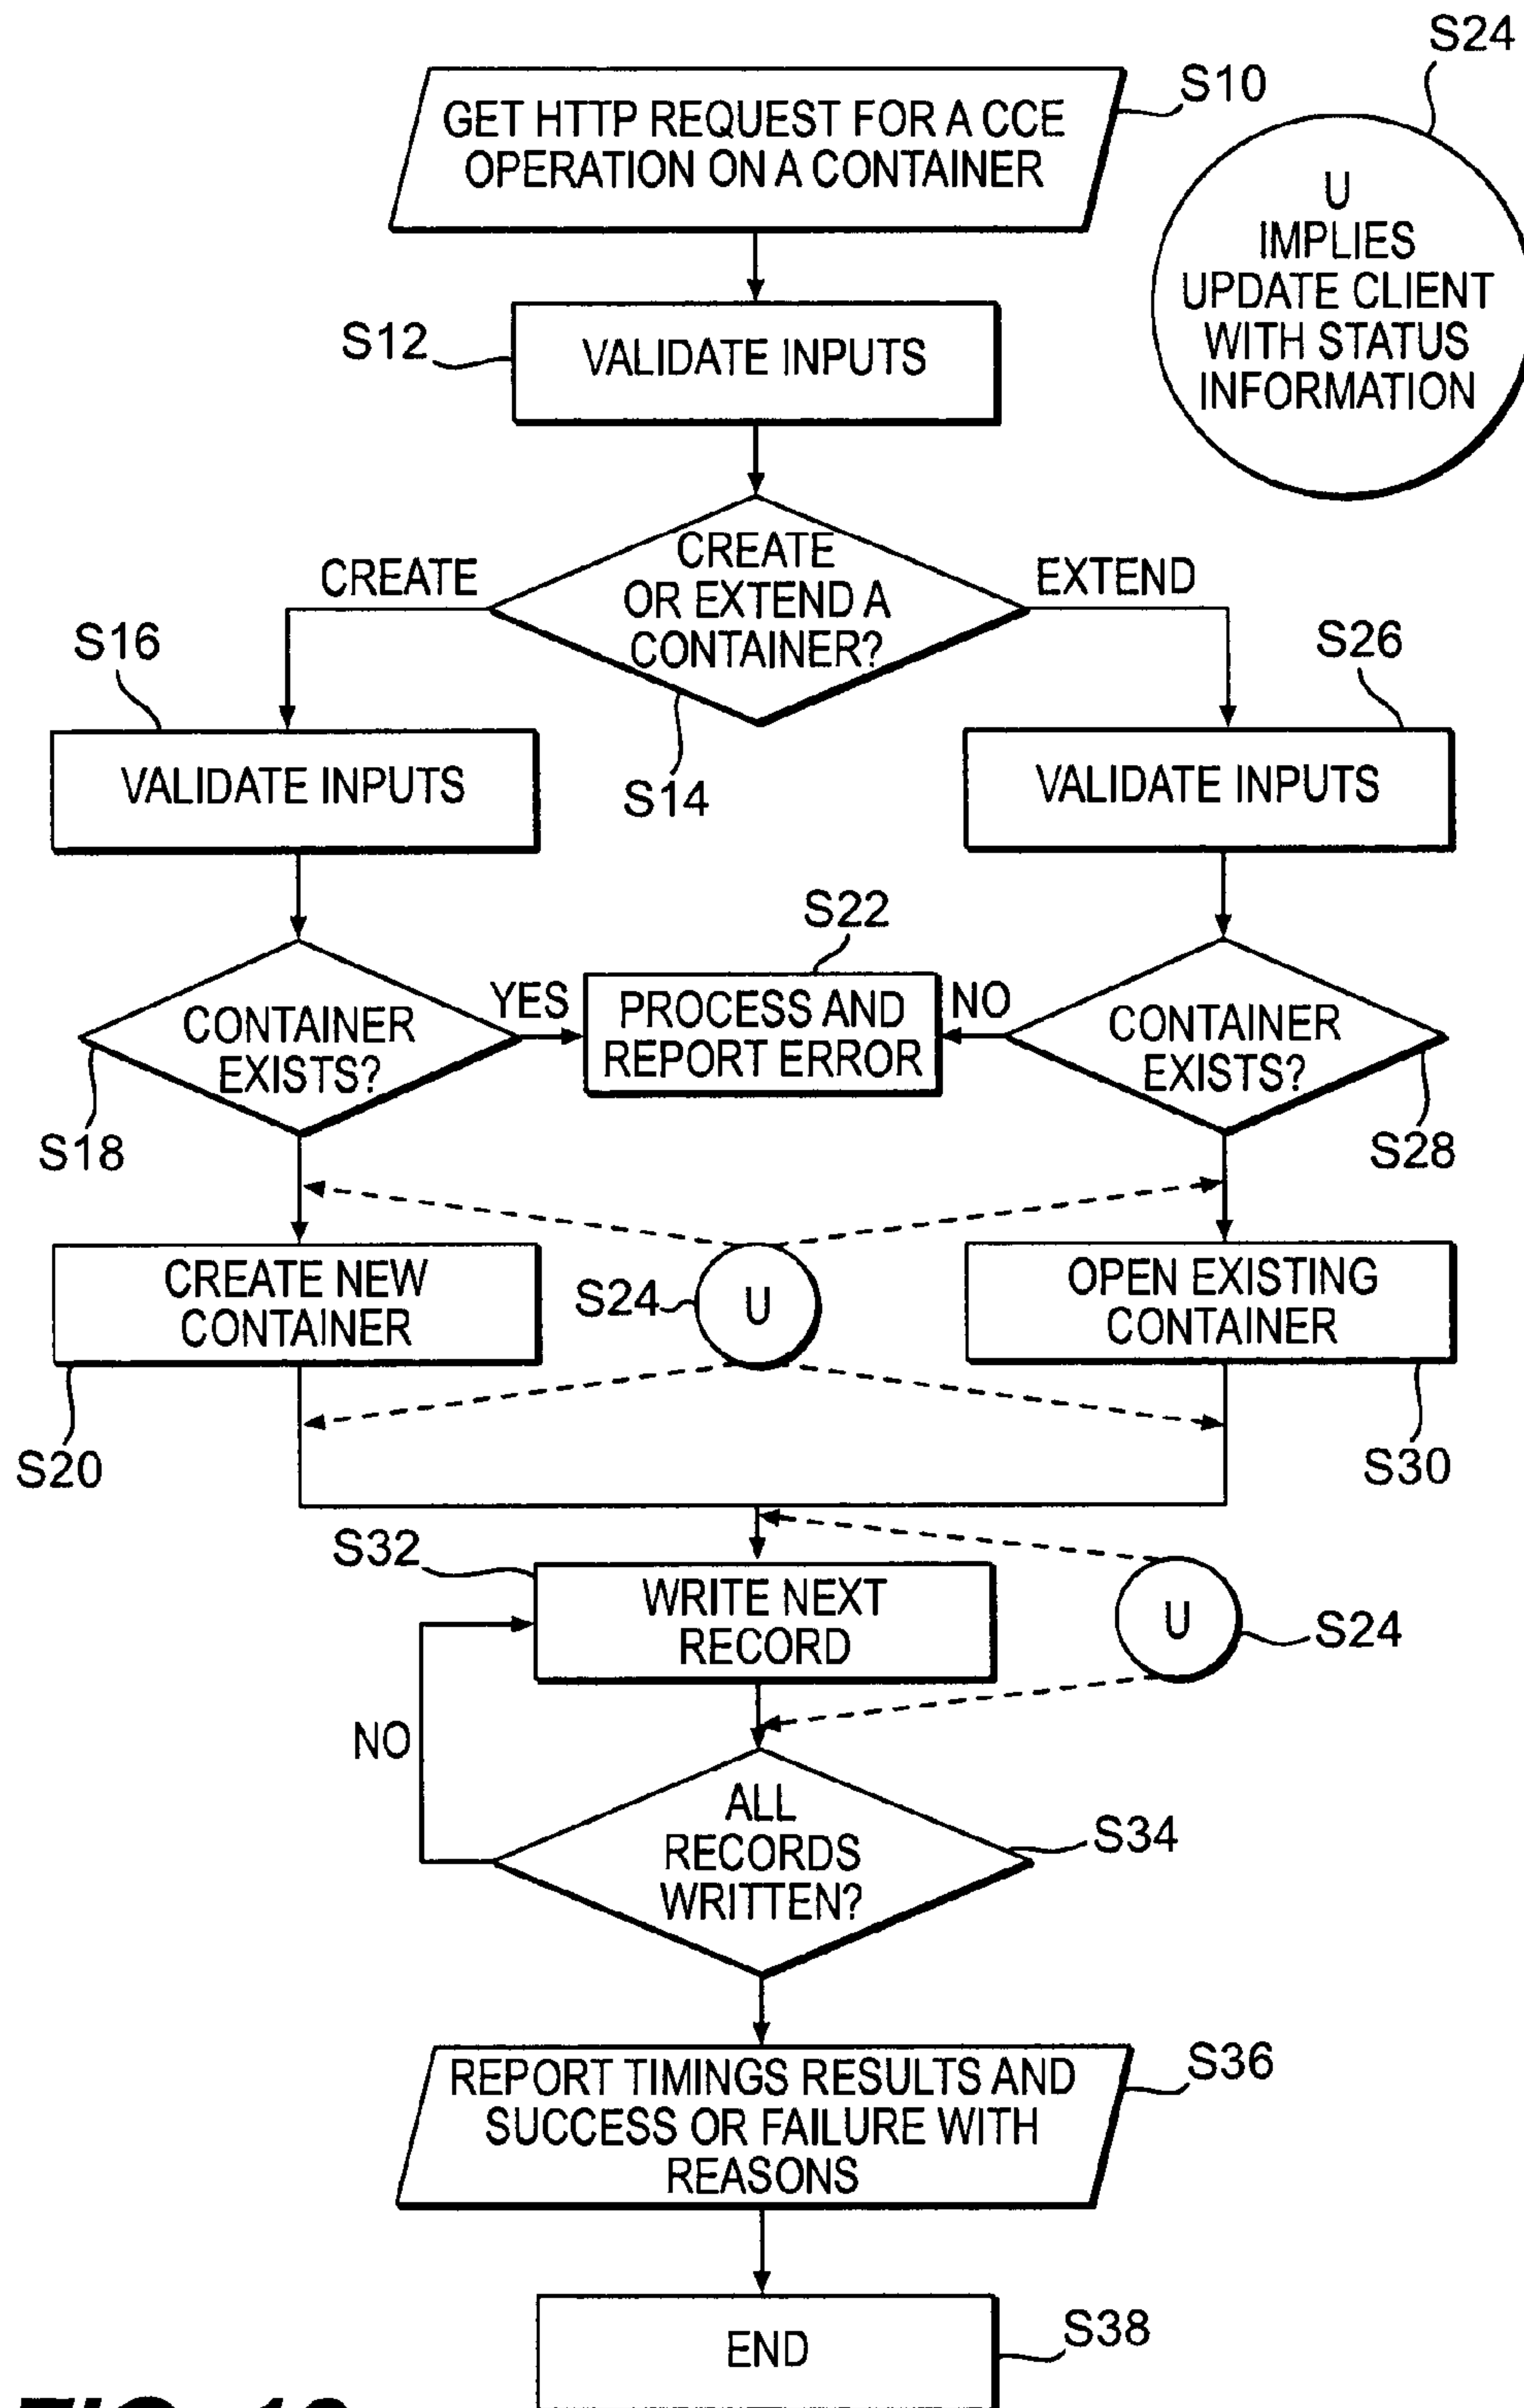 S24
S10
GET HTTP REQUEST FOR A CCE
OPERATION ON A CONTAINER
U
IMPLIES
UPDATE CLIENT
WITH STATUS
INFORMATION
S12
VALIDATE INPUTS
CREATE
OR EXTEND A
CONTAINER?
CREATE
EXTEND
S14
S16
VALIDATE INPUTS
S26
VALIDATE INPUTS
S22
CONTAINER
EXISTS?
YES
PROCESS AND
REPORT ERROR
NO
CONTAINER
EXISTS?
S18
S28
CREATE NEW
CONTAINER
S24
U
OPEN EXISTING
CONTAINER
S20
S30
S32
WRITE NEXT
RECORD
U
S24
NO
ALL
RECORDS
WRITTEN?
S34
REPORT TIMINGS RESULTS AND
SUCCESS OR FAILURE WITH
REASONS
S36
END
S38